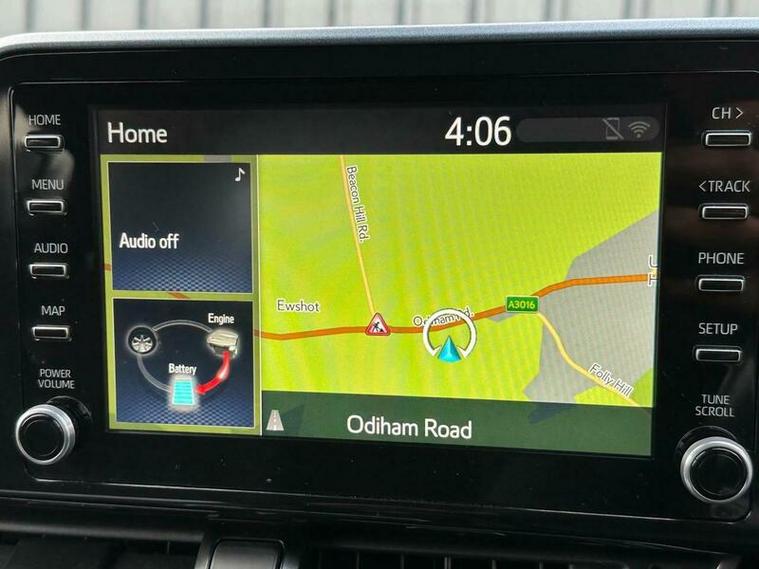 HOME
MENU
AUDIO
MAP
POWER
VOLUME
Home
4:06
Audio off
Engine
Battery
Beacon Hill Rd.
Ewshot
A3016
Folly Hill
Odiham Road
CH >
<TRACK
PHONE
SETUP
TUNE
SCROLL